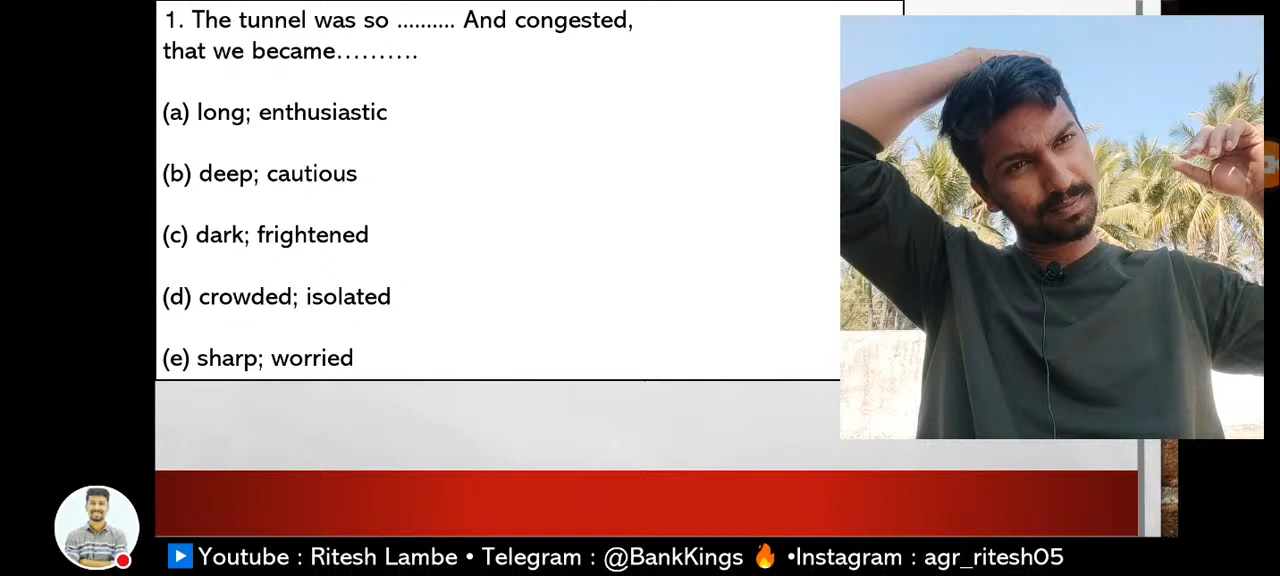 1. The tunnel was so .......... And congested,
that we became……….
(a) long; enthusiastic
(b) deep; cautious
(c) dark; frightened
(d) crowded; isolated
(e) sharp; worried
Youtube : Ritesh Lambe • Telegram : @BankKings 🔥 •Instagram : agr_ritesh05